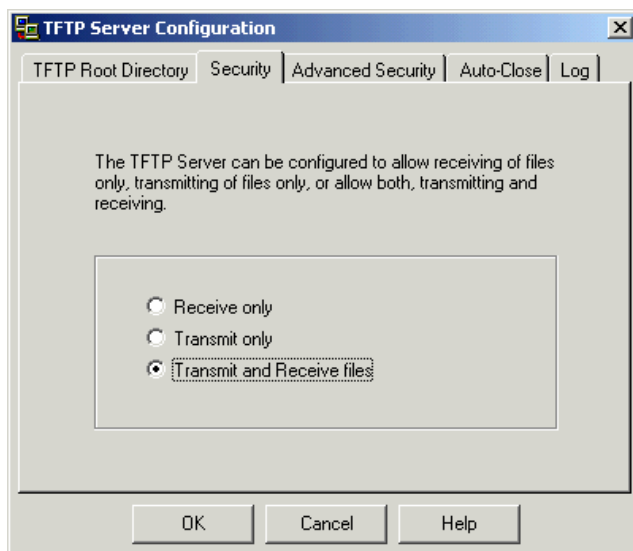 TFTP Server Configuration
TFTP Root Directory Security Advanced Security Auto-Close Log
The TFTP Server can be configured to allow receiving of files
only, transmitting of files only, or allow both, transmitting and
receiving.
Receive only
Transmit only
Transmit and Receive files
OK Cancel Help